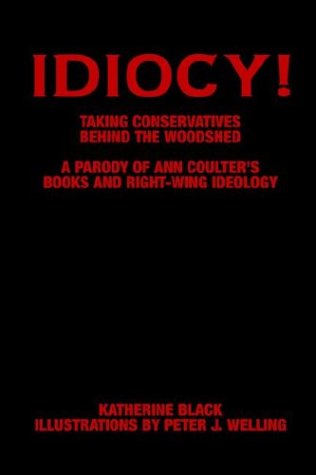 IDIOCY!
TAKING CONSERVATIVES
BEHIND THE WOODSHED
A PARODY OF ANN COULTER'S
BOOKS AND RIGHT-WING IDEOLOGY
KATHERINE BLACK
ILLUSTRATIONS BY PETER J. WELLING